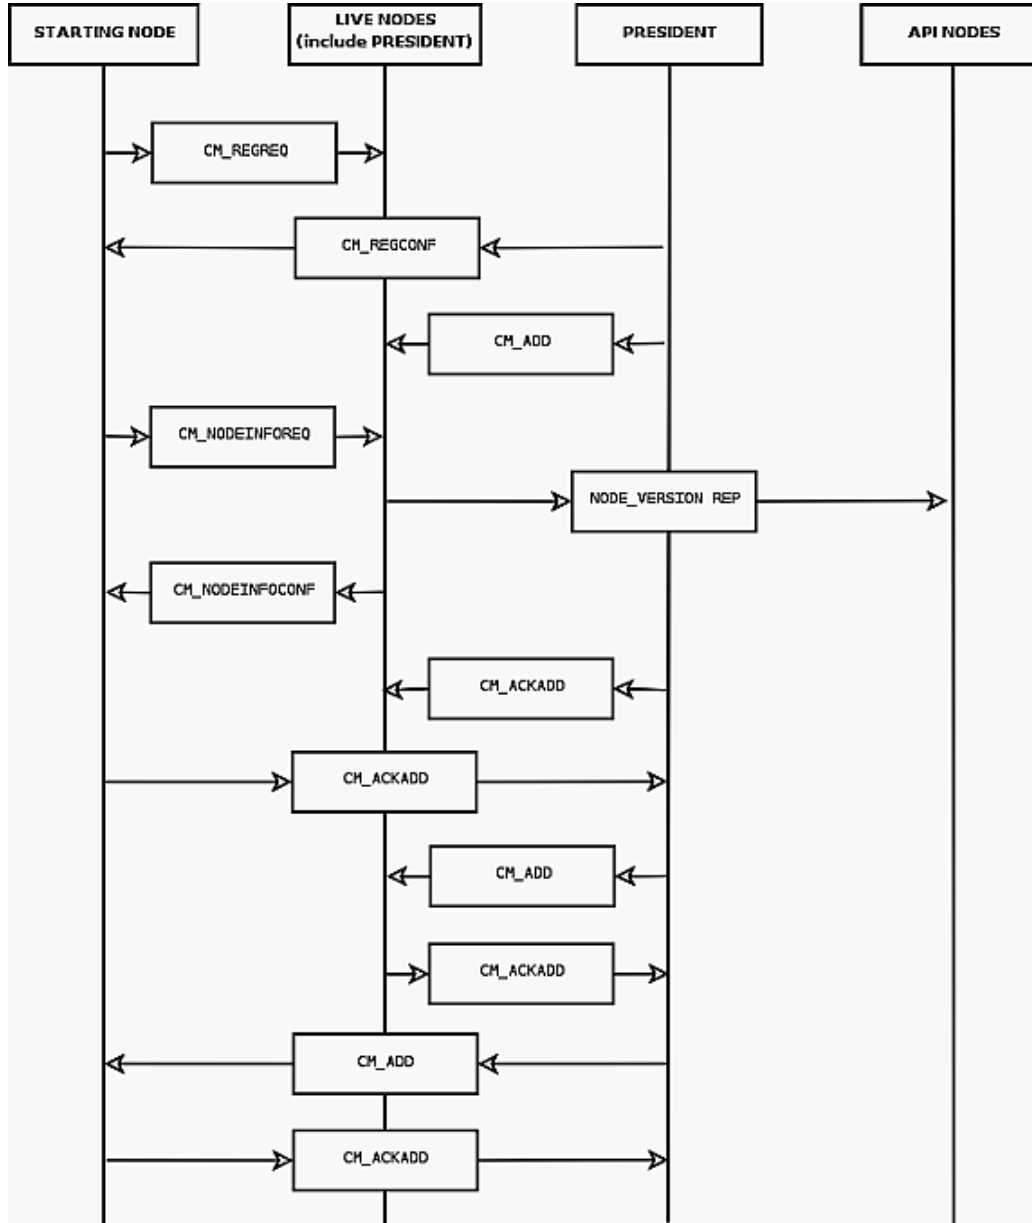 STARTING NODE
LIVE NODES
(include PRESIDENT)
PRESIDENT
API NODES
CM_REGREQ
CM_REGCONF
CM_ADD
CM_NODEINFOREQ
NODE_VERSION REP
CM_NODEINFOCONF
CM_ACKADD
CM_ACKADD
CM_ADD
CM_ACKADD
CM_ADD
CM_ACKADD